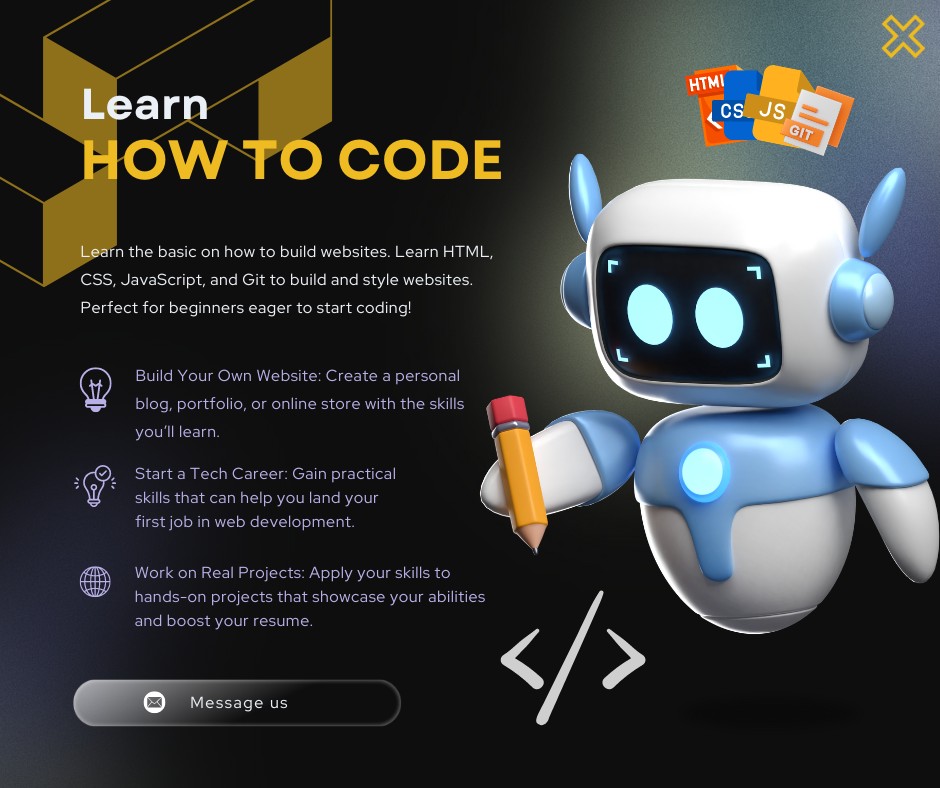 Learn
HOW TO CODE
HTML
CSS
JS
GIT
Learn the basic on how to build websites. Learn HTML,
CSS, JavaScript, and Git to build and style websites.
Perfect for beginners eager to start coding!
Build Your Own Website: Create a personal
blog, portfolio, or online store with the skills
you’ll learn.
Start a Tech Career: Gain practical
skills that can help you land your
first job in web development.
Work on Real Projects: Apply your skills to
hands-on projects that showcase your abilities
and boost your resume.
</>
Message us